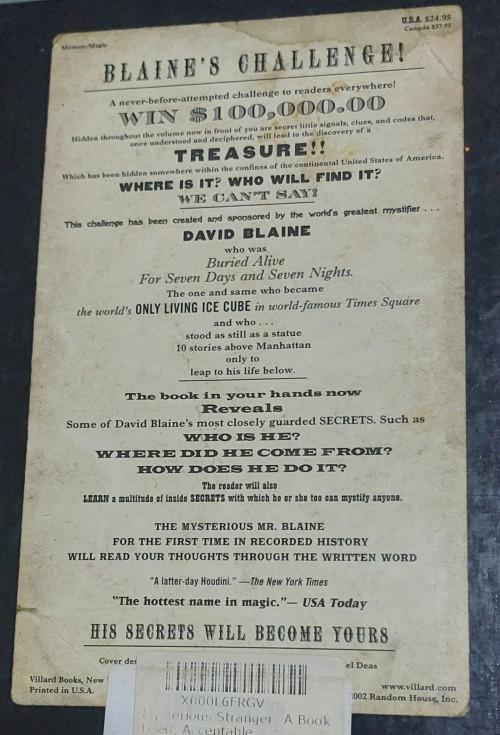 Memoir/Magic
U.S.A. $24.95
Canada $37.95
BLAINE'S CHALLENGE!
A never-before-attempted challenge to readers everywhere!
WIN $100,000.00
Hidden throughout the volume now in front of you are secret little signals, clues, and codes that,
once understood and deciphered, will lead to the discovery of a
TREASURE!!
Which has been hidden somewhere within the confines of the continental United States of America.
WHERE IS IT? WHO WILL FIND IT?
WE CAN'T SAY!
This challenge has been created and sponsored by the world's greatest mystifier . . .
DAVID BLAINE
who was
Buried Alive
For Seven Days and Seven Nights.
The one and same who became
the world's ONLY LIVING ICE CUBE in world-famous Times Square
and who . . .
stood as still as a statue
10 stories above Manhattan
only to
leap to his life below.
The book in your hands now
Reveals
Some of David Blaine's most closely guarded SECRETS. Such as
WHO IS HE?
WHERE DID HE COME FROM?
HOW DOES HE DO IT?
The reader will also
LEARN a multitude of inside SECRETS with which he or she too can mystify anyone.
THE MYSTERIOUS MR. BLAINE
FOR THE FIRST TIME IN RECORDED HISTORY
WILL READ YOUR THOUGHTS THROUGH THE WRITTEN WORD
"A latter-day Houdini." —The New York Times
"The hottest name in magic."— USA Today
HIS SECRETS WILL BECOME YOURS
Cover des
el Deas
Villard Books, New
Printed in U.S.A.
www.villard.com
002 Random House, Inc.
X000L6FRGV
Stranger: A Book
Used, Acceptable